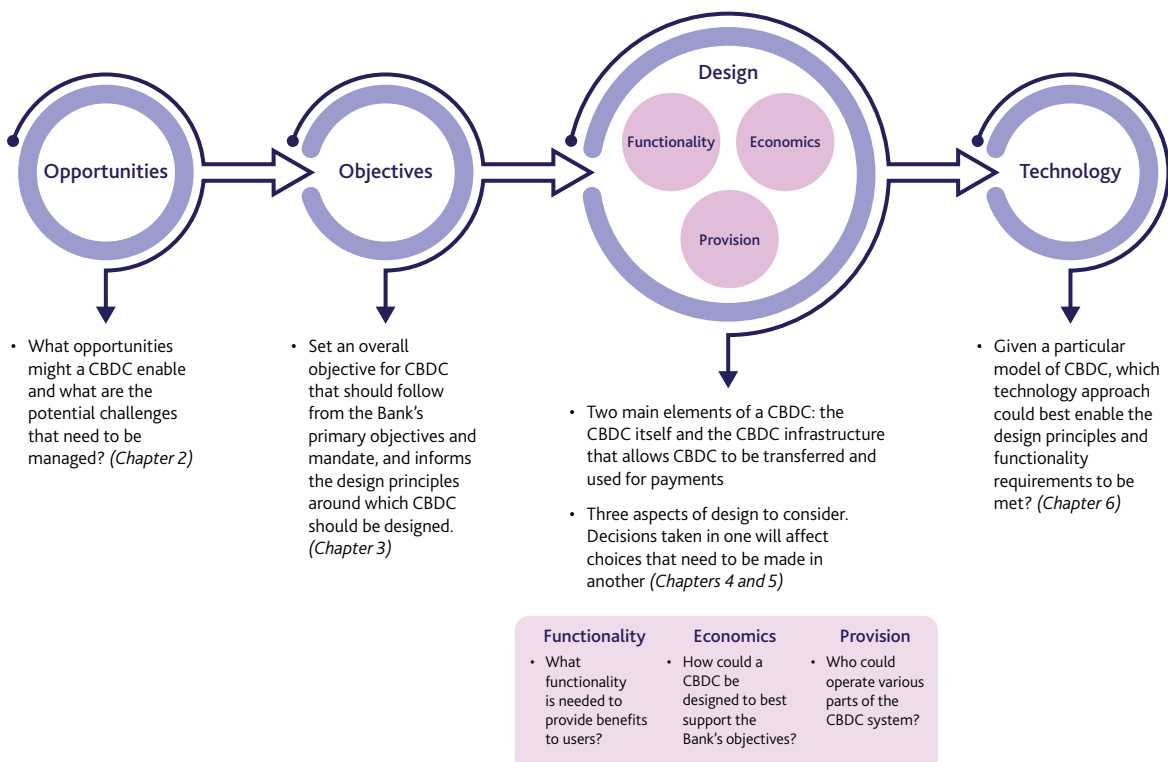 Opportunities
Objectives
Design
Functionality
Economics
Provision
Technology
• What opportunities
might a CBDC enable
and what are the
potential challenges
that need to be
managed? (Chapter 2)
• Set an overall
objective for CBDC
that should follow
from the Bank's
primary objectives and
mandate, and informs
the design principles
around which CBDC
should be designed.
(Chapter 3)
• Two main elements of a CBDC: the
CBDC itself and the CBDC infrastructure
that allows CBDC to be transferred and
used for payments
• Three aspects of design to consider.
Decisions taken in one will affect
choices that need to be made in
another (Chapters 4 and 5)
• Given a particular
model of CBDC, which
technology approach
could best enable the
design principles and
functionality
requirements to be
met? (Chapter 6)
Functionality
• What
functionality
is needed to
provide benefits
to users?
Economics
• How could a
CBDC be
designed to best
support the
Bank's objectives?
Provision
• Who could
operate various
parts of the
CBDC system?